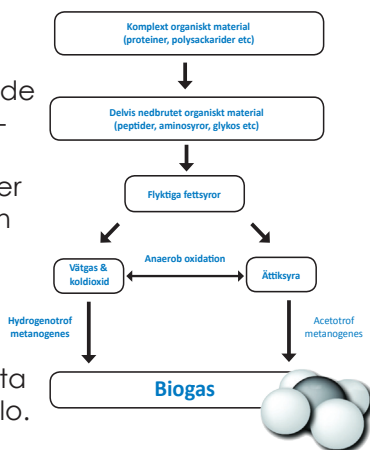 Komplext organiskt material
(proteiner, polysackarider etc)
de
-
Delvis nedbrutet organiskt material
(peptider, aminosyror, glykos etc)
er
n
Flyktiga fettsyror
Anaerob oxidation
Vätgas &
koldioxid
Ättiksyra
Hydrogenotrof
metanogenes
Acetotrof
metanogenes
ta
lo.
Biogas